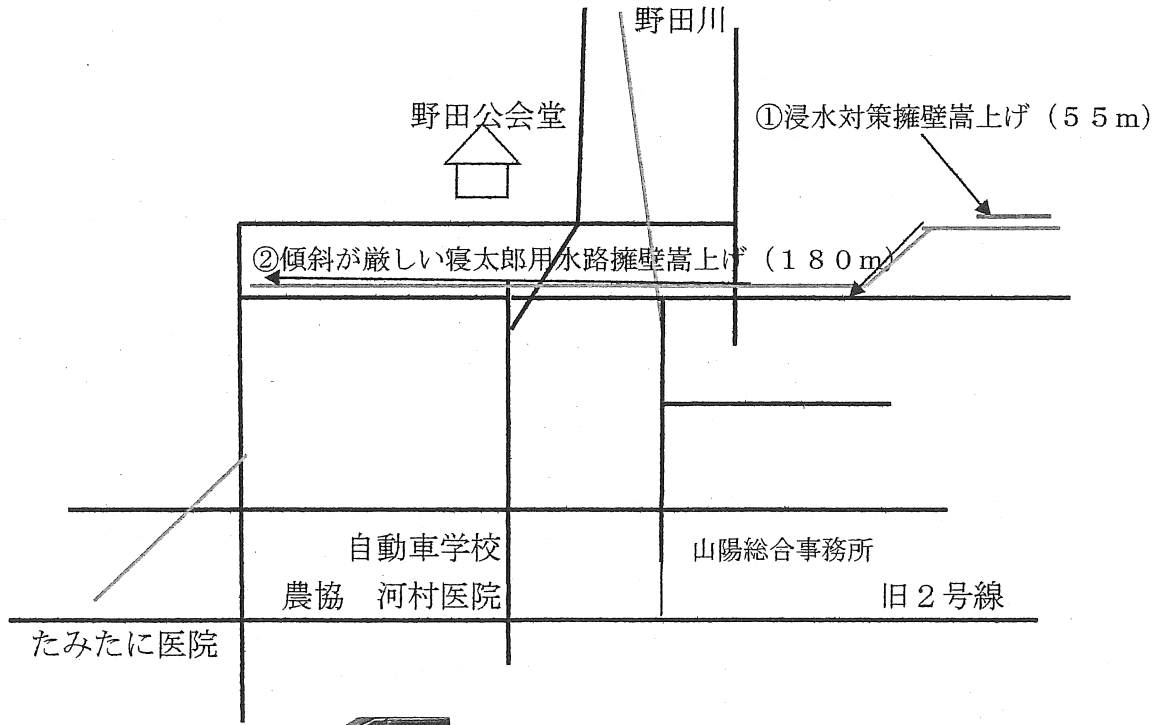 野田川
野田公会堂
①浸水対策擁壁嵩上げ（５５ｍ）
②傾斜が厳しい寝太郎用水路擁壁嵩上げ（１８０ｍ）
自動車学校
山陽総合事務所
農協　河村医院
旧２号線
たみたに医院